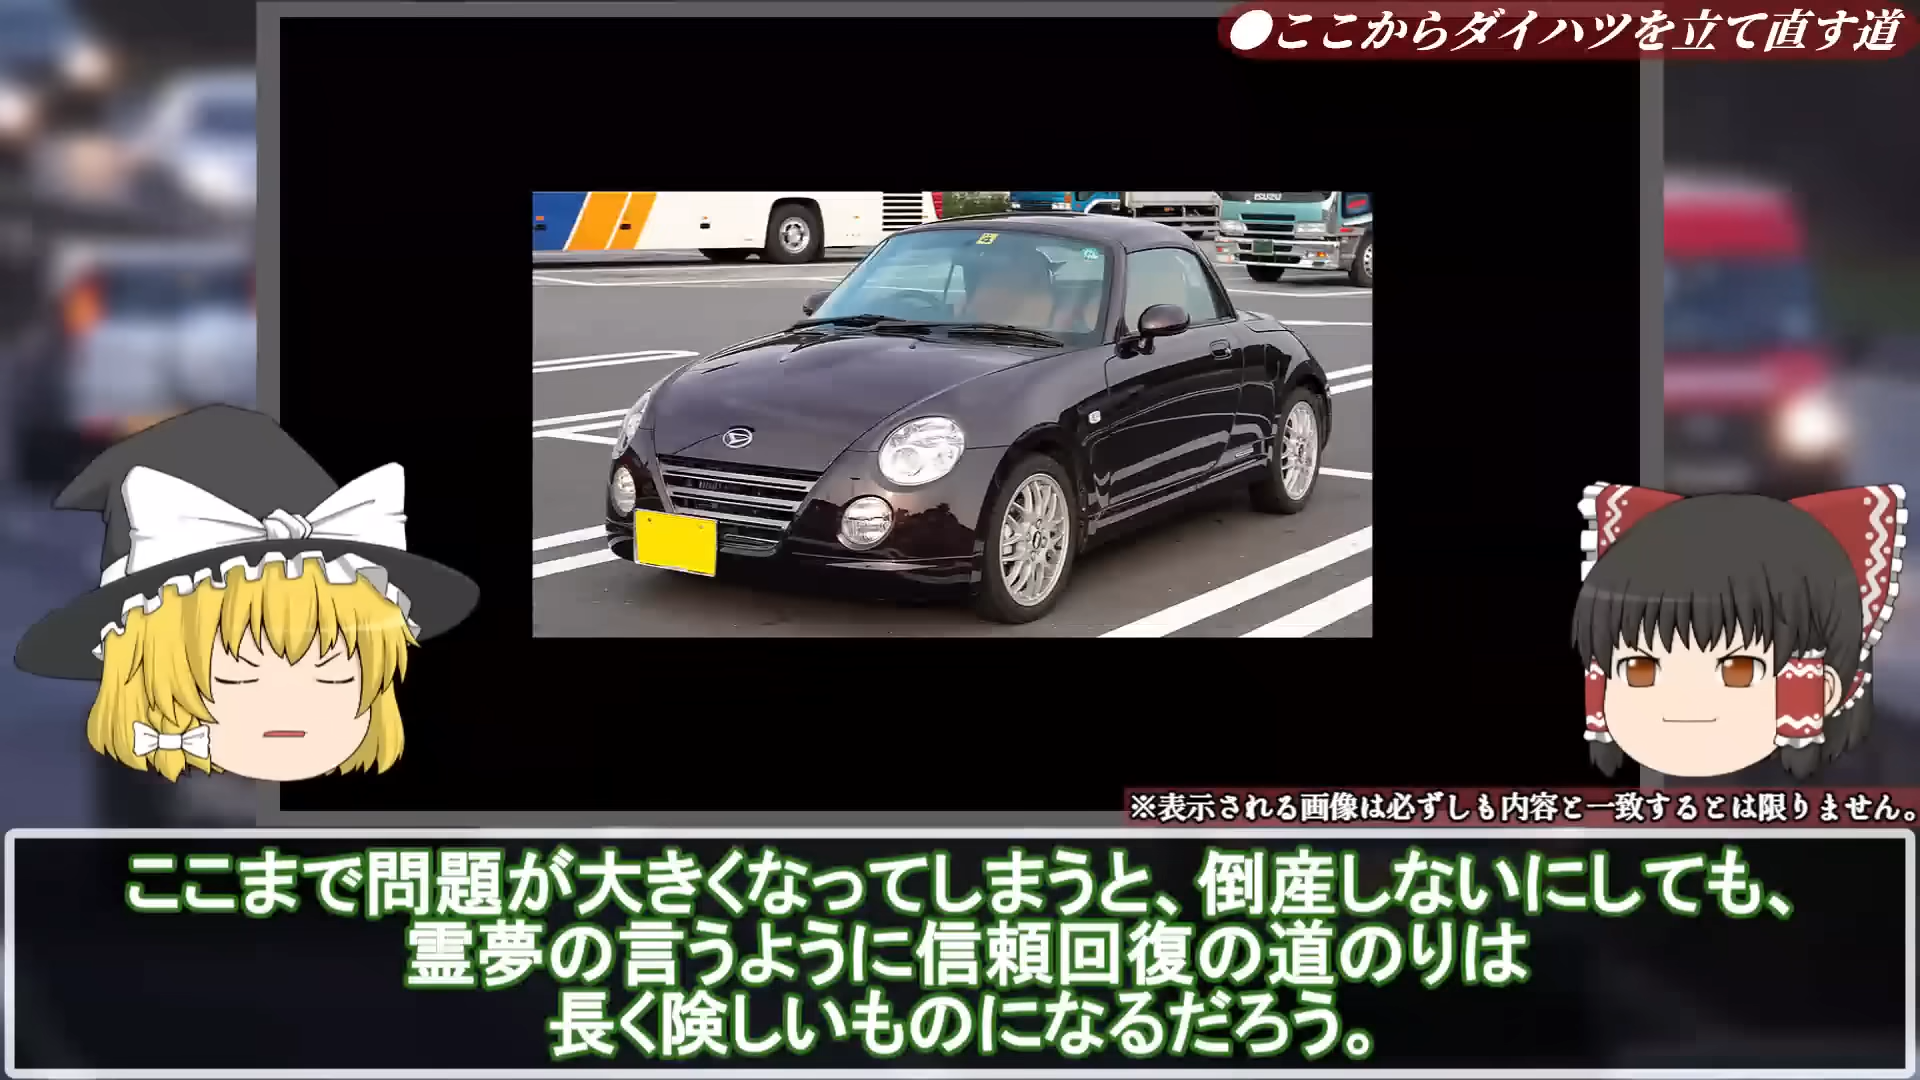 ●ここからダイハツを立て直す道
ISUZU
※表示される画像は必ずしも内容と一致するとは限りません。
ここまで問題が大きくなってしまうと、倒産しないにしても、
霊夢の言うように信頼回復の道のりは
長く険しいものになるだろう。